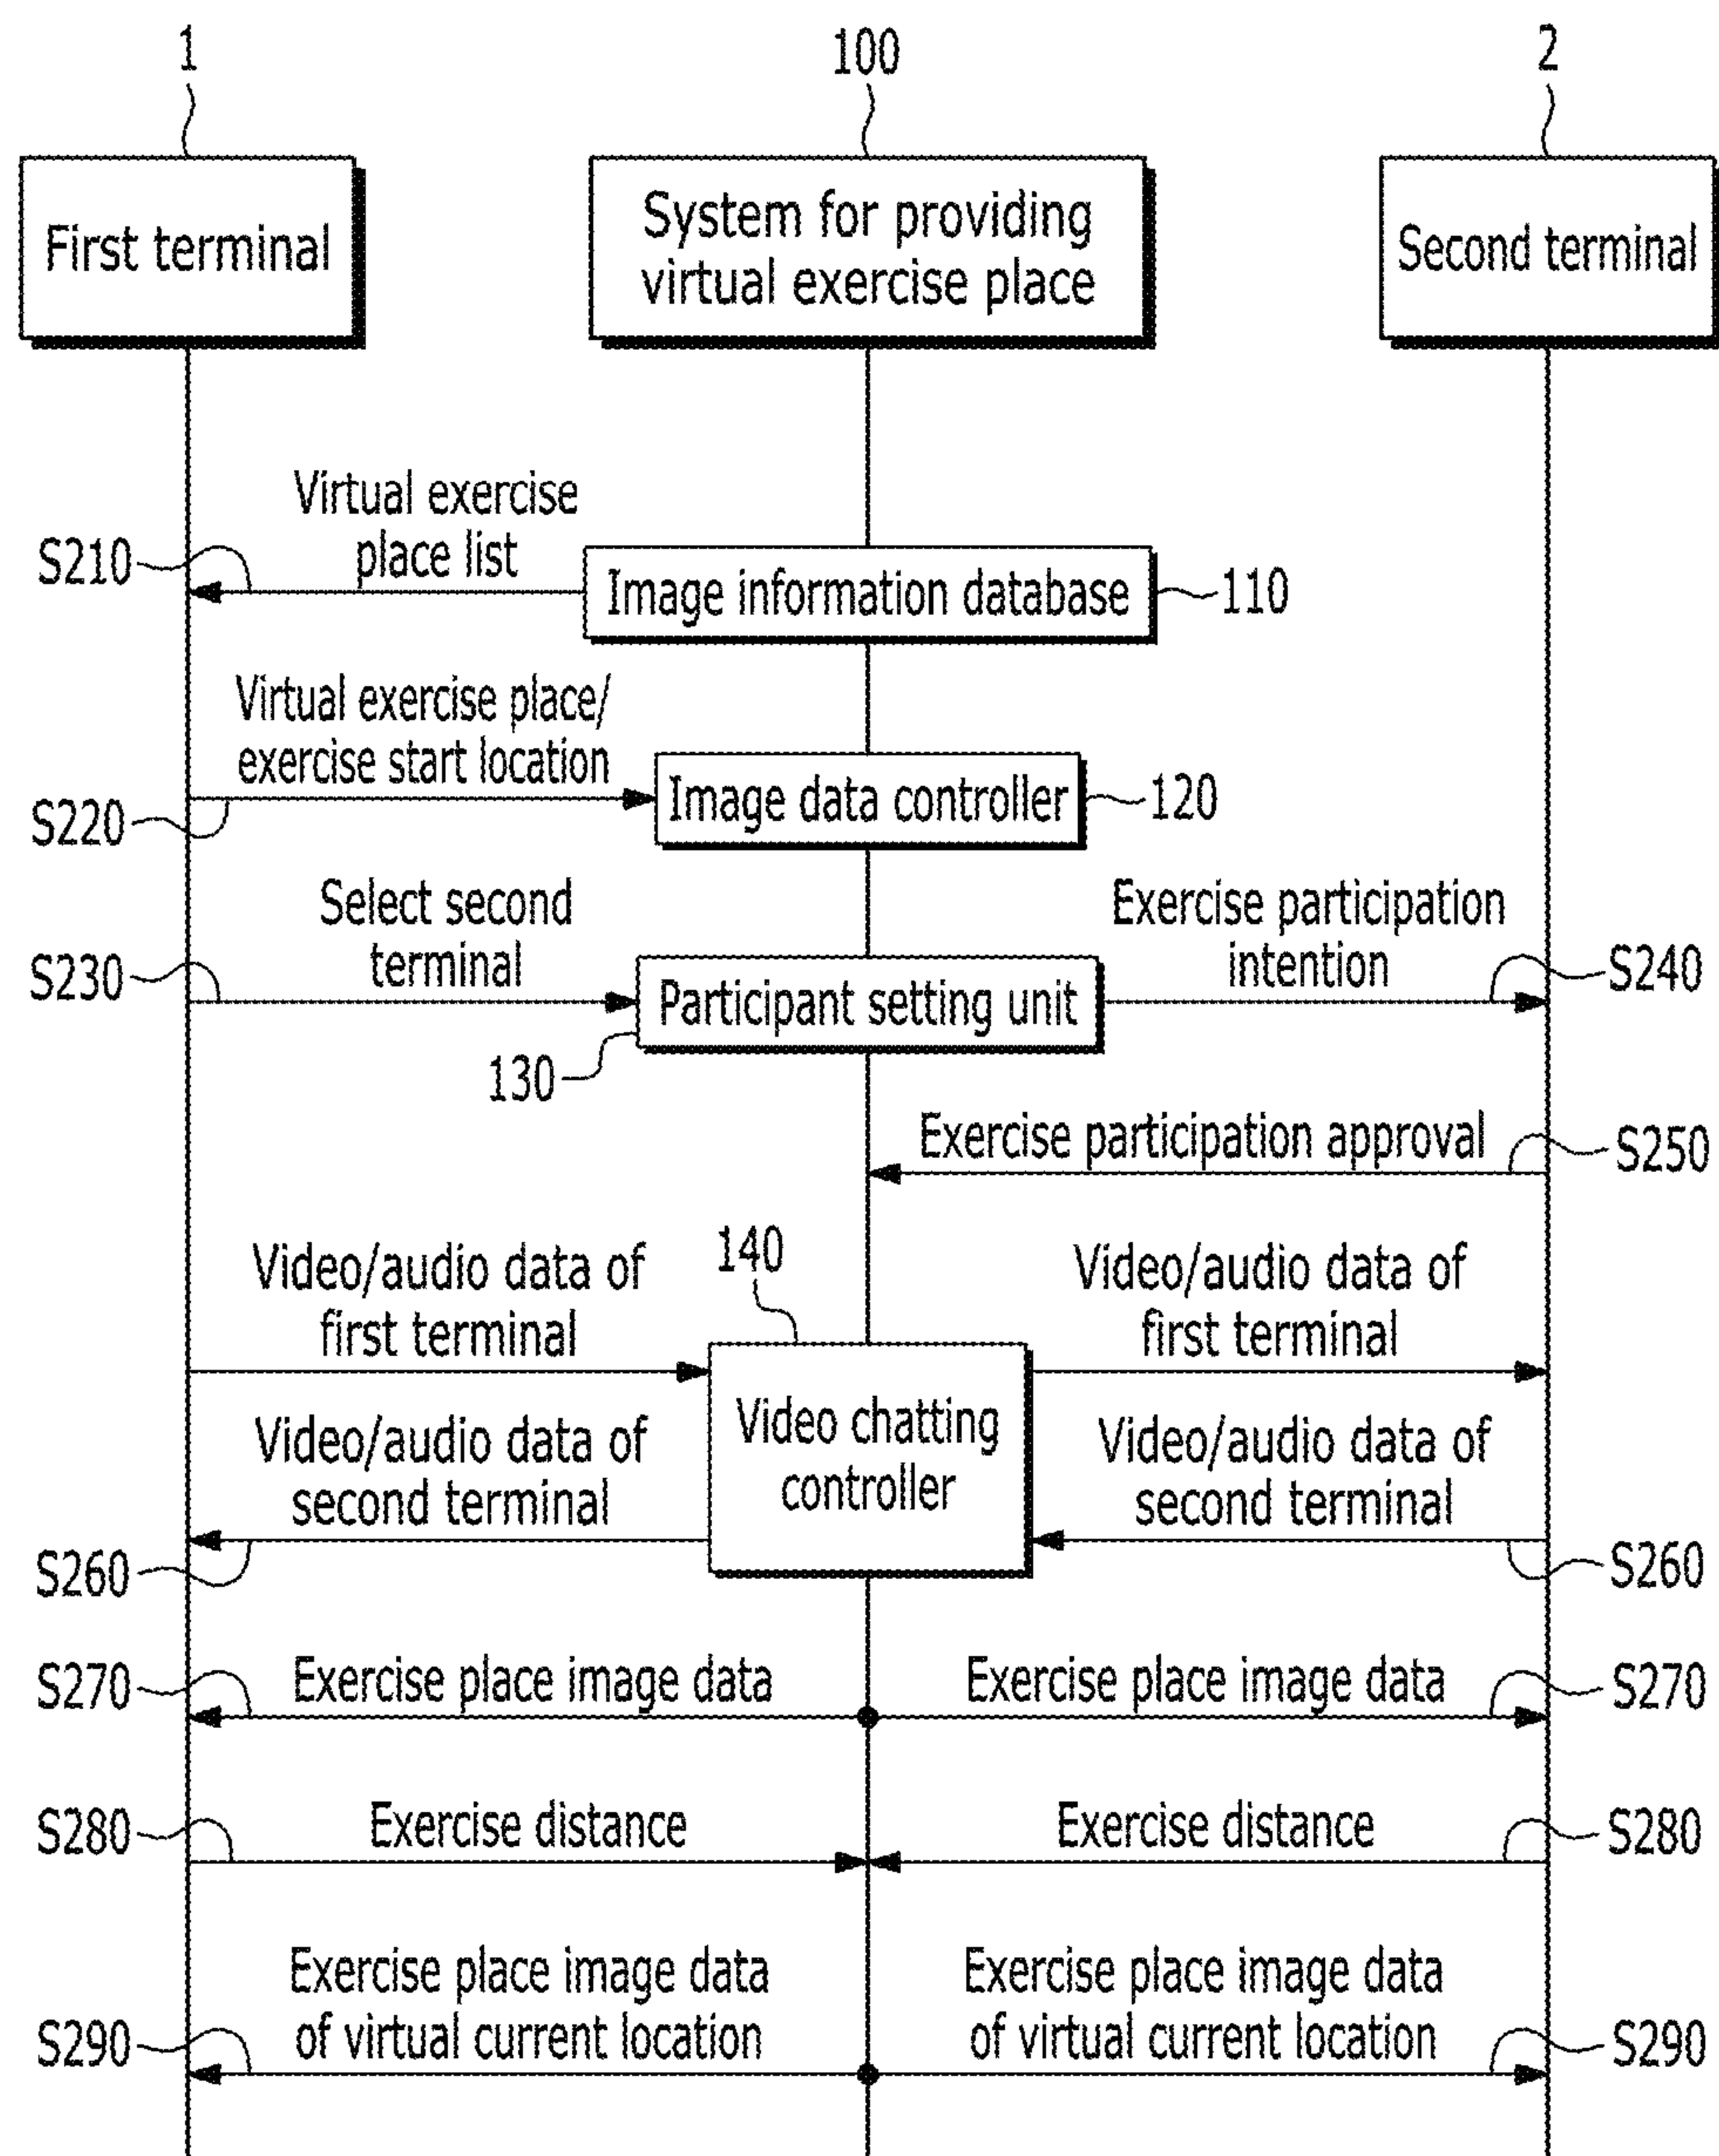 1
100
2
First terminal
System for providing
virtual exercise place
Second terminal
Virtual exercise
place list
S210
Image information database
110
Virtual exercise place/
exercise start location
S220
Image data controller
120
Select second
terminal
S230
Participant setting unit
130
Exercise participation
intention
S240
Exercise participation approval
S250
140
Video/audio data of
first terminal
Video/audio data of
first terminal
Video chatting
controller
Video/audio data of
second terminal
Video/audio data of
second terminal
S260
S260
S270
Exercise place image data
Exercise place image data
S270
S280
Exercise distance
Exercise distance
S280
Exercise place image data
of virtual current location
Exercise place image data
of virtual current location
S290
S290